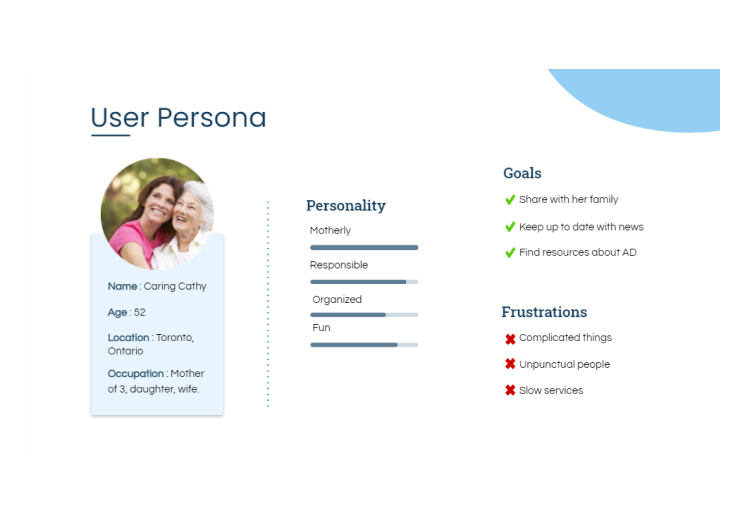 User Persona
Name : Caring Cathy
Age : 52
Location : Toronto,
Ontario
Occupation : Mother
of 3, daughter, wife.
Personality
Motherly
Responsible
Organized
Fun
Goals
Share with her family
Keep up to date with news
Find resources about AD
Frustrations
Complicated things
Unpunctual people
Slow services